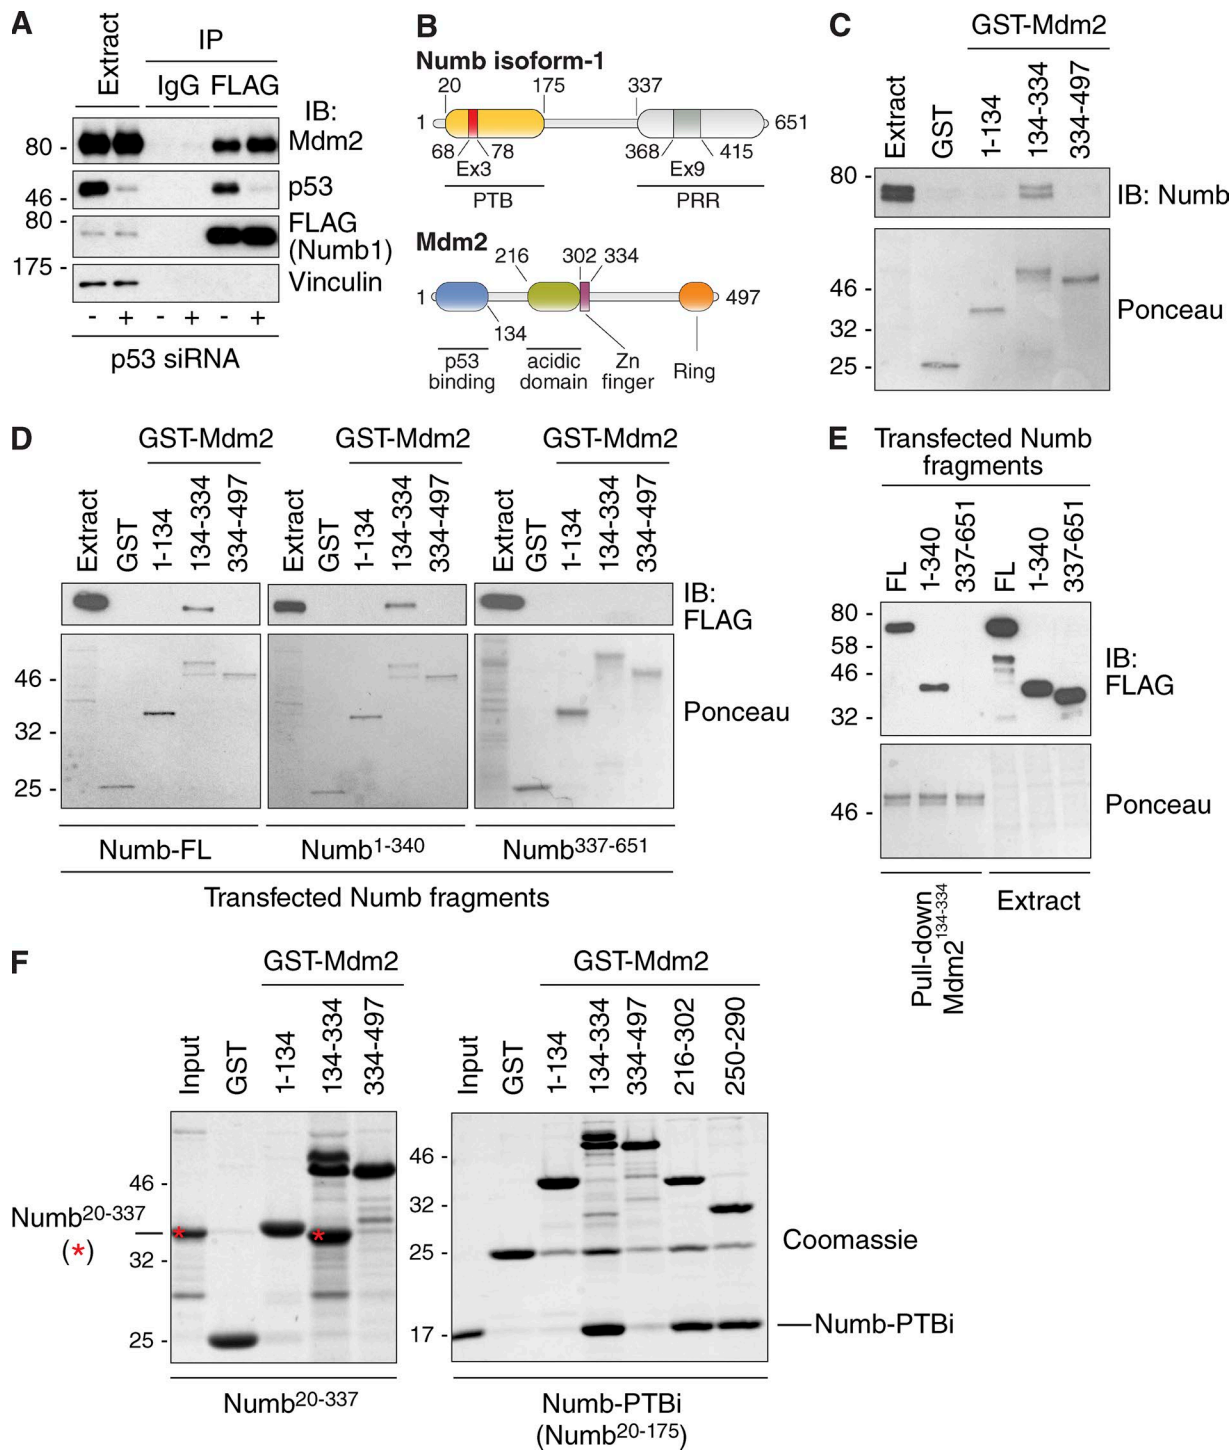 A
Extract
IP
IgG FLAG
IB:
80 - Mdm2
46 - p53
80 - FLAG
(Numb1)
175 - Vinculin
- + - + - +
p53 siRNA
B
Numb isoform-1
20 175 337
1 651
68 78 368 415
Ex3 Ex9
PTB PRR
Mdm2
216 302 334
1 497
134
p53 binding
acidic domain
Zn finger
Ring
C
GST-Mdm2
Extract GST 1-134 134-334 334-497
80 - IB: Numb
46 -
32 - Ponceau
25 -
D
GST-Mdm2 GST-Mdm2 GST-Mdm2
Extract GST 1-134 134-334 334-497 Extract GST 1-134 134-334 334-497 Extract GST 1-134 134-334 334-497
IB:
FLAG
46 -
32 - Ponceau
25 -
Numb-FL Numb1-340 Numb337-651
Transfected Numb fragments
E
Transfected Numb
fragments
FL 1-340 337-651 FL 1-340 337-651
80 -
58 -
46 - IB:
FLAG
32 -
46 - Ponceau
Pull-down
Mdm2134-334
Extract
F
GST-Mdm2 GST-Mdm2
Input GST 1-134 134-334 334-497 Input GST 1-134 134-334 334-497 216-302 250-290
46 -
Numb20-337
(*)
* *
32 -
25 -
46 -
32 -
25 - Coomassie
17 - Numb-PTBi
Numb20-337
Numb-PTBi
(Numb20-175)